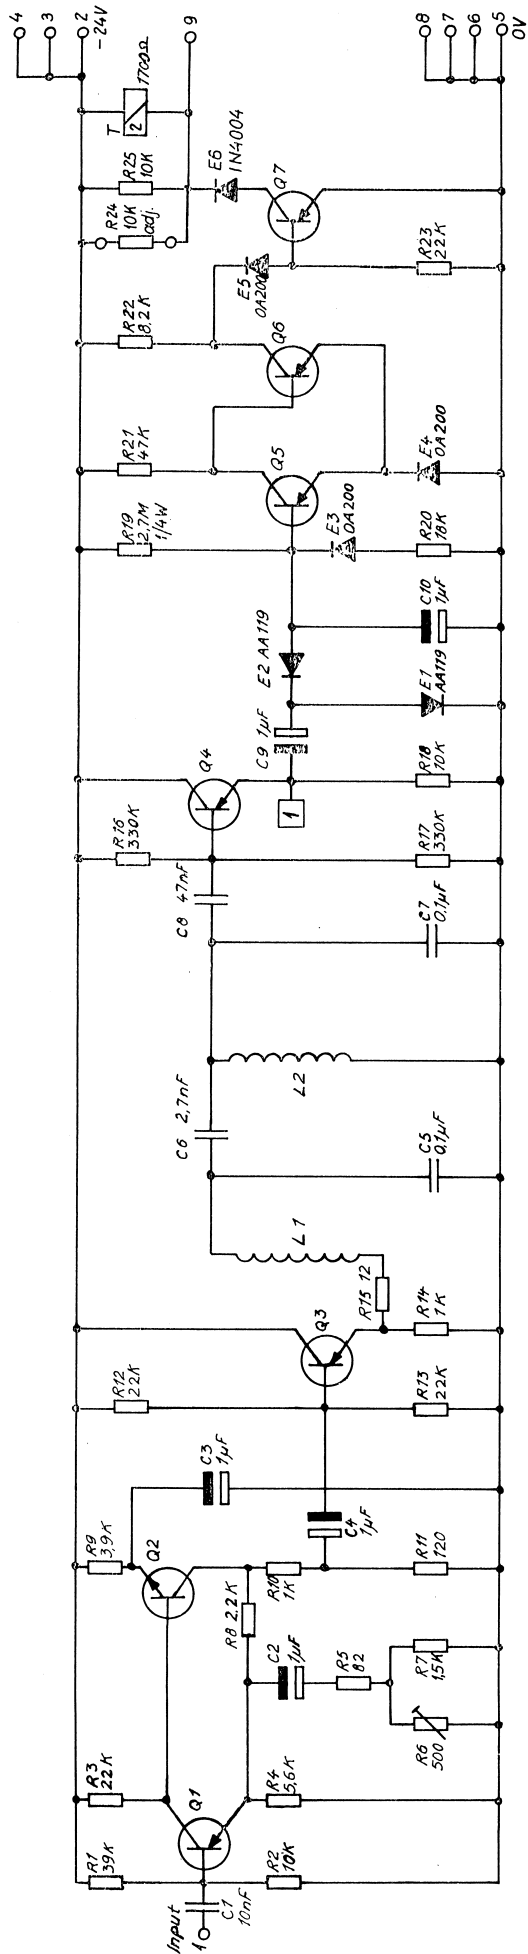 Input
1
C1
10nF
R1
39K
R2
10K
R3
22K
Q1
R4
5,6K
R6
500
R7
1,5K
R5
82
C2
1µF
R8 2,2K
Q2
R9
3,9K
R10
1K
R11
120
C3
1µF
C4
1µF
R12
22K
R13
22K
Q3
R14
1K
R15 12
L1
C5
0,1µF
C6 2,7nF
L2
C7
0,1µF
C8 47nF
R16
330K
R17
330K
Q4
1
R18
10K
C9 1µF
E1
AA119
E2 AA119
C10
1µF
R19
2,7M
1/4W
E3
OA200
R20
18K
R21
47K
Q5
E4
OA200
Q6
R22
8,2K
E5
OA200
R23
22K
Q7
R24
10K
adj.
R25
10K
E6
1N4004
T
2
1700Ω
4
3
2
-24V
9
8
7
6
5
0V